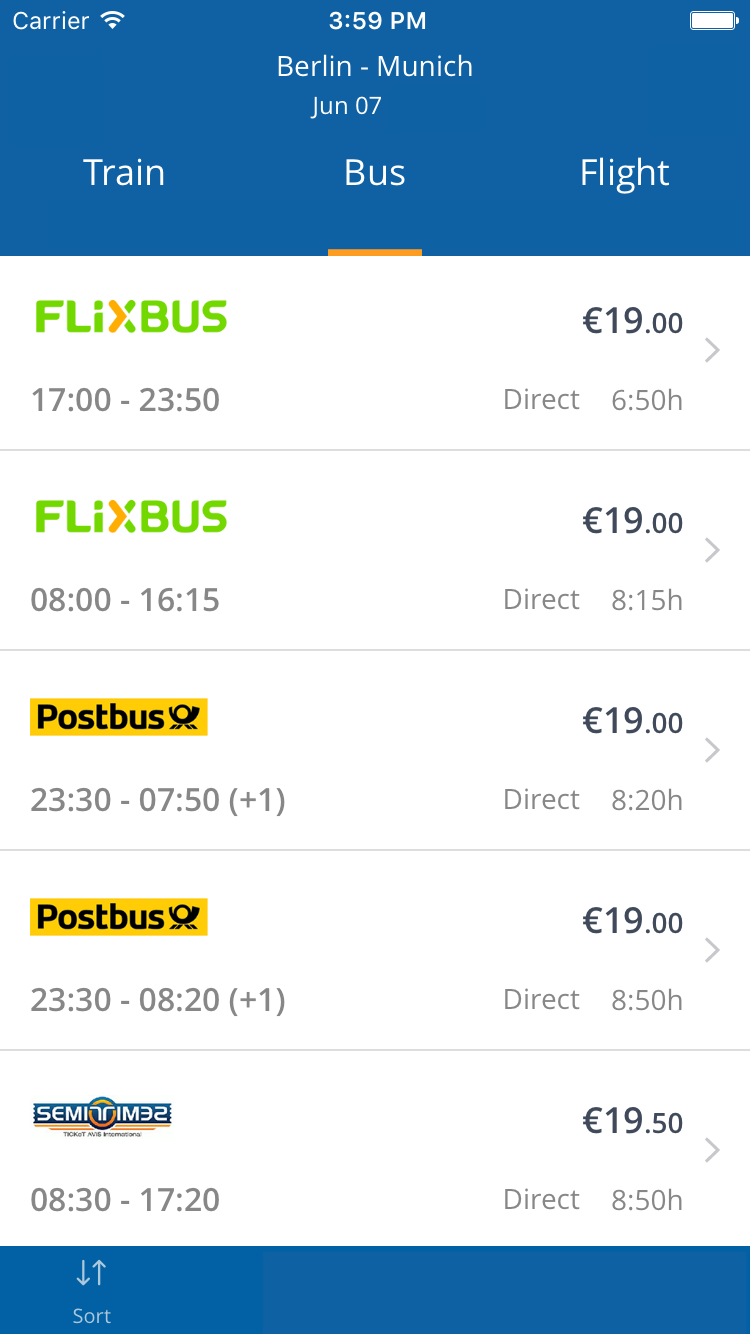 Carrier 3:59 PM
Berlin - Munich
Jun 07
Train Bus Flight
FLiXBUS €19.00
17:00 - 23:50 Direct 6:50h
FLiXBUS €19.00
08:00 - 16:15 Direct 8:15h
Postbus €19.00
23:30 - 07:50 (+1) Direct 8:20h
Postbus €19.00
23:30 - 08:20 (+1) Direct 8:50h
€19.50
TICKeT AVIS International
08:30 - 17:20 Direct 8:50h
Sort